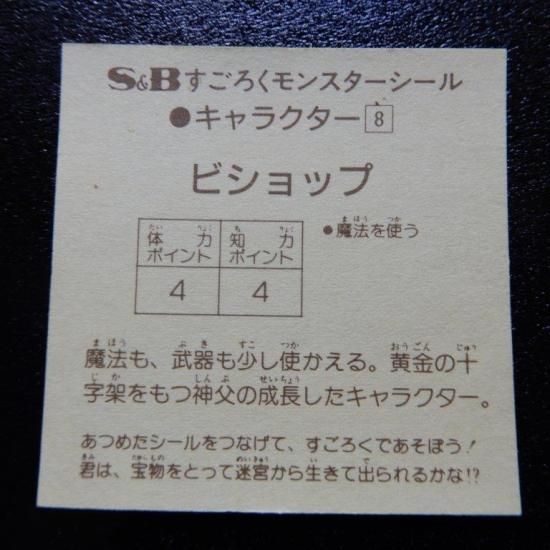 S&Bすごろくモンスターシール
●キャラクター8
ビショップ
体力ポイント 知力ポイント
4 4
●魔法を使う
魔法も、武器も少し使かえる。黄金の十
字架をもつ神父の成長したキャラクター。
あつめたシールをつなげて、すごろくであそぼう!
君は、宝物をとって迷宮から生きて出られるかな!?